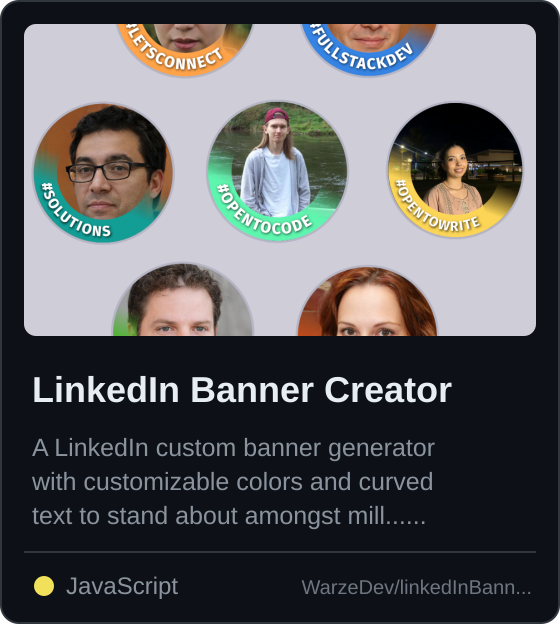 #LETSCONNECT
#FULLSTACKDEV
#SOLUTIONS
#OPENTOCODE
#OPENTOWRITE
LinkedIn Banner Creator
A LinkedIn custom banner generator
with customizable colors and curved
text to stand about amongst mill......
JavaScript
WarzeDev/linkedInBann...